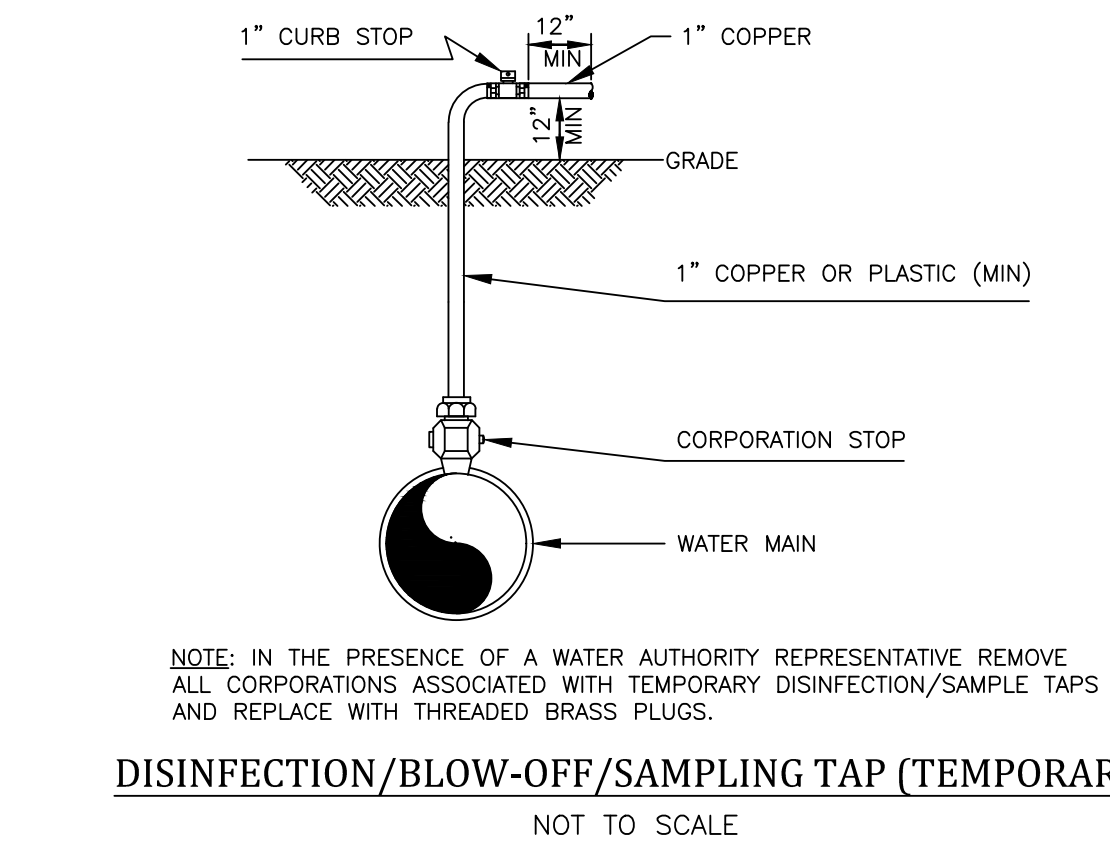 1” CURB STOP
12”
MIN
1” COPPER
12”
MIN
GRADE
1” COPPER OR PLASTIC (MIN)
CORPORATION STOP
WATER MAIN
NOTE: IN THE PRESENCE OF A WATER AUTHORITY REPRESENTATIVE REMOVE
ALL CORPORATIONS ASSOCIATED WITH TEMPORARY DISINFECTION/SAMPLE TAPS
AND REPLACE WITH THREADED BRASS PLUGS.
DISINFECTION/BLOW-OFF/SAMPLING TAP (TEMPORAR
NOT TO SCALE